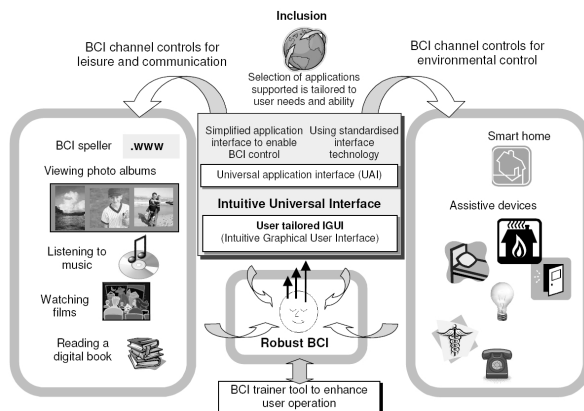 Inclusion
BCI channel controls for
leisure and communication
Selection of applications
supported is tailored to
user needs and ability
BCI channel controls for
environmental control
BCI speller
.www
Viewing photo albums
Listening to
music
Watching
films
Reading a
digital book
Simplified application
interface to enable
BCI control
Using standardised
interface
technology
Universal application interface (UAI)
Intuitive Universal Interface
User tailored IGUI
(Intuitive Graphical User Interface)
Robust BCI
BCI trainer tool to enhance
user operation
Smart home
Assistive devices